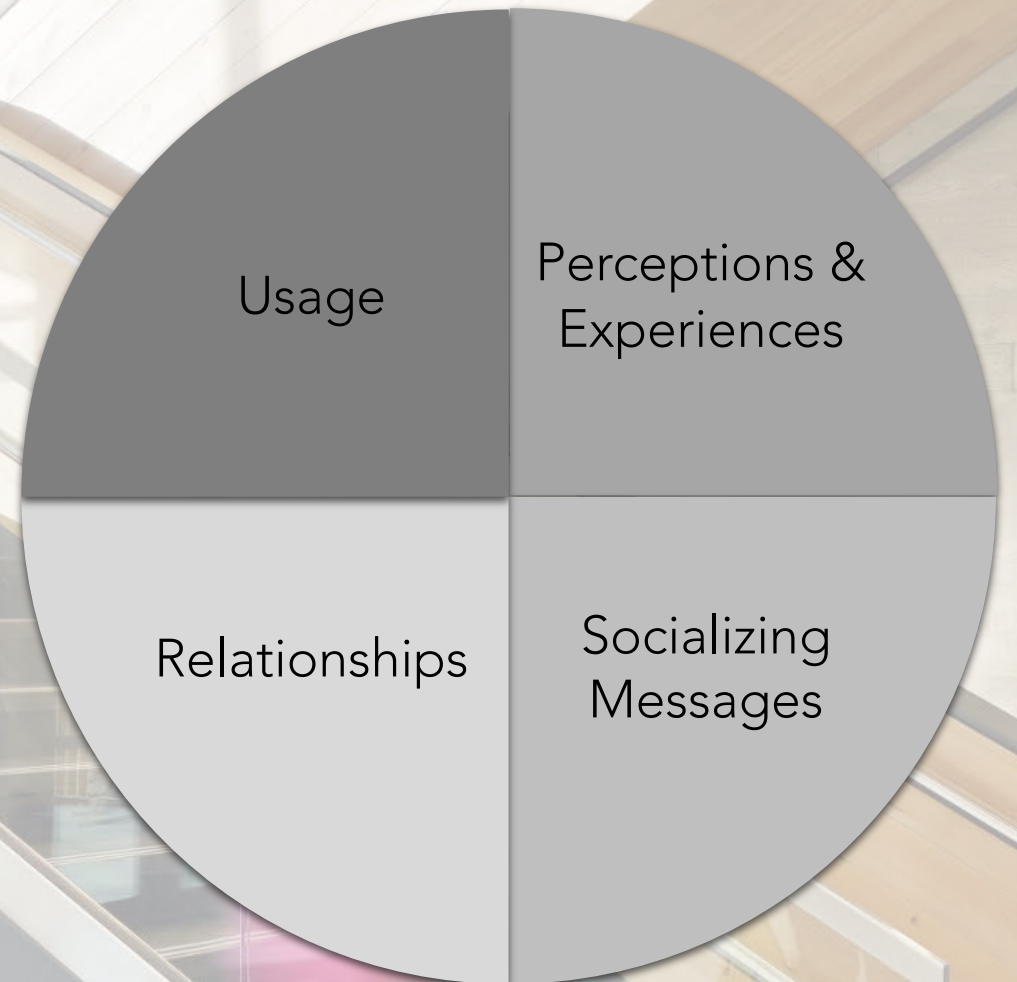 Usage
Perceptions &
Experiences
Relationships
Socializing
Messages